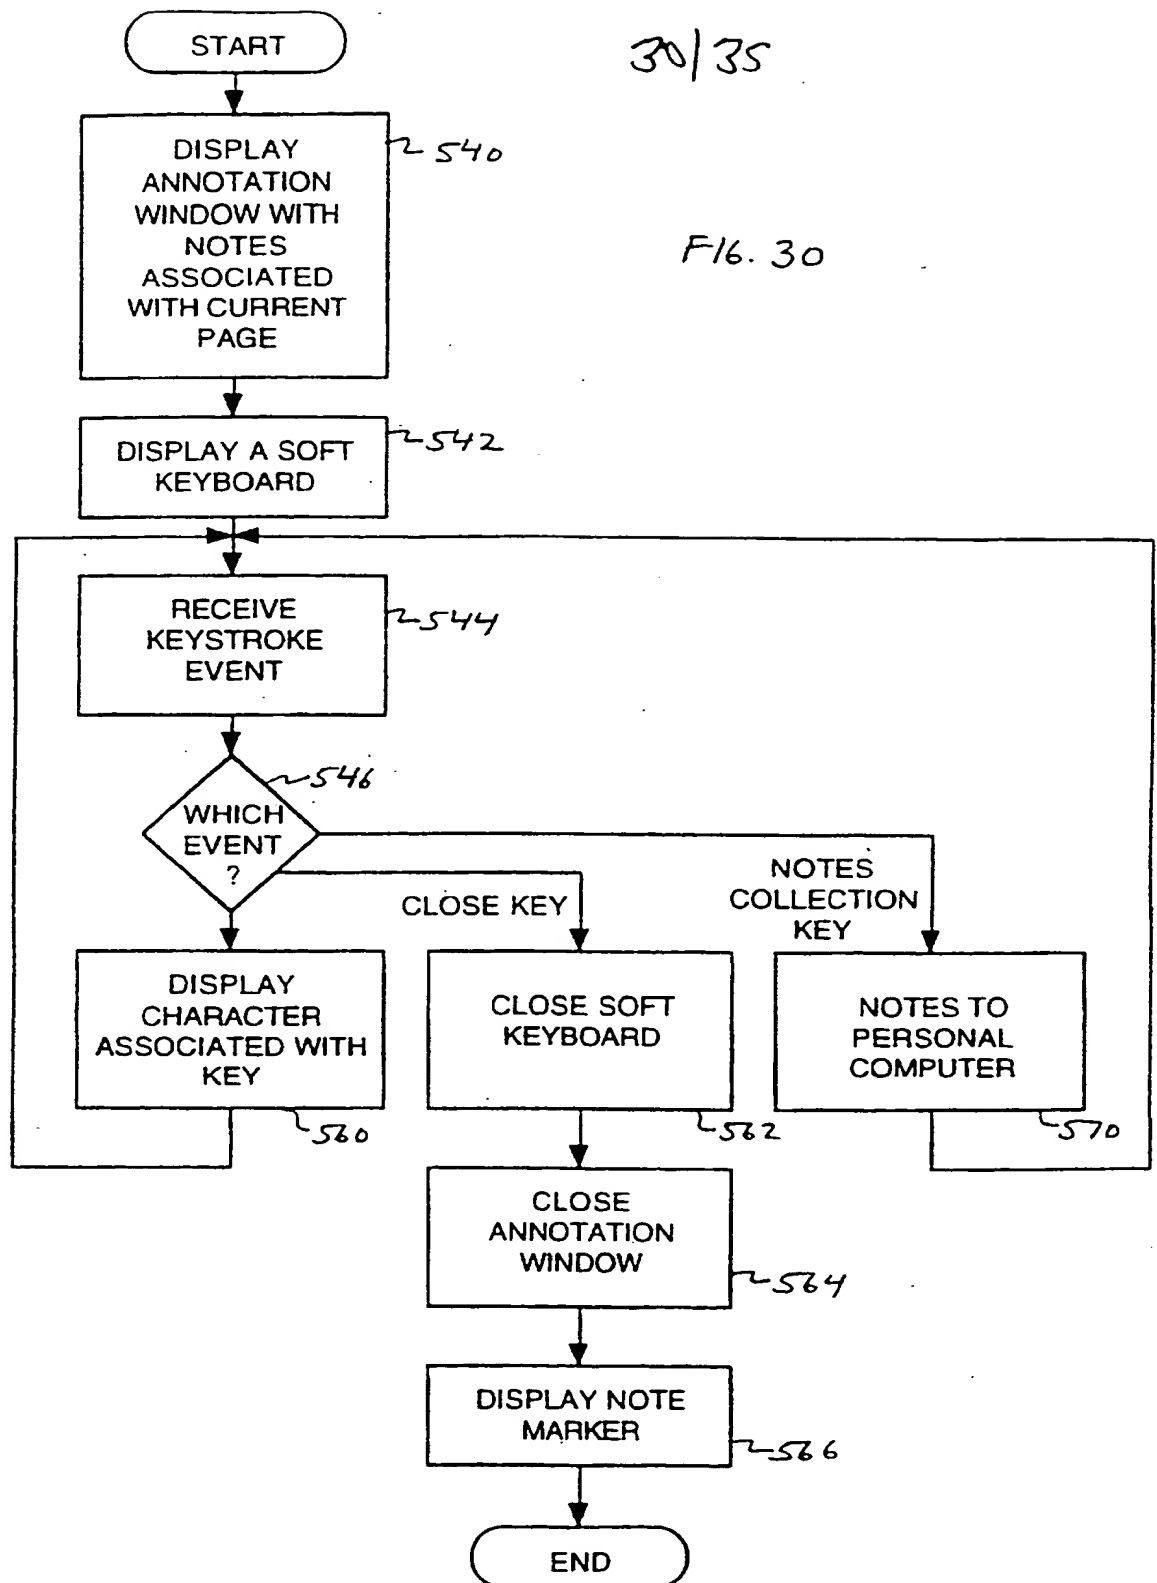 START
30/35
DISPLAY
ANNOTATION
WINDOW WITH
NOTES
ASSOCIATED
WITH CURRENT
PAGE
540
FIG. 30
DISPLAY A SOFT
KEYBOARD
542
RECEIVE
KEYSTROKE
EVENT
544
WHICH
EVENT
?
546
CLOSE KEY
NOTES
COLLECTION
KEY
DISPLAY
CHARACTER
ASSOCIATED WITH
KEY
560
CLOSE SOFT
KEYBOARD
562
NOTES TO
PERSONAL
COMPUTER
570
CLOSE
ANNOTATION
WINDOW
564
DISPLAY NOTE
MARKER
566
END